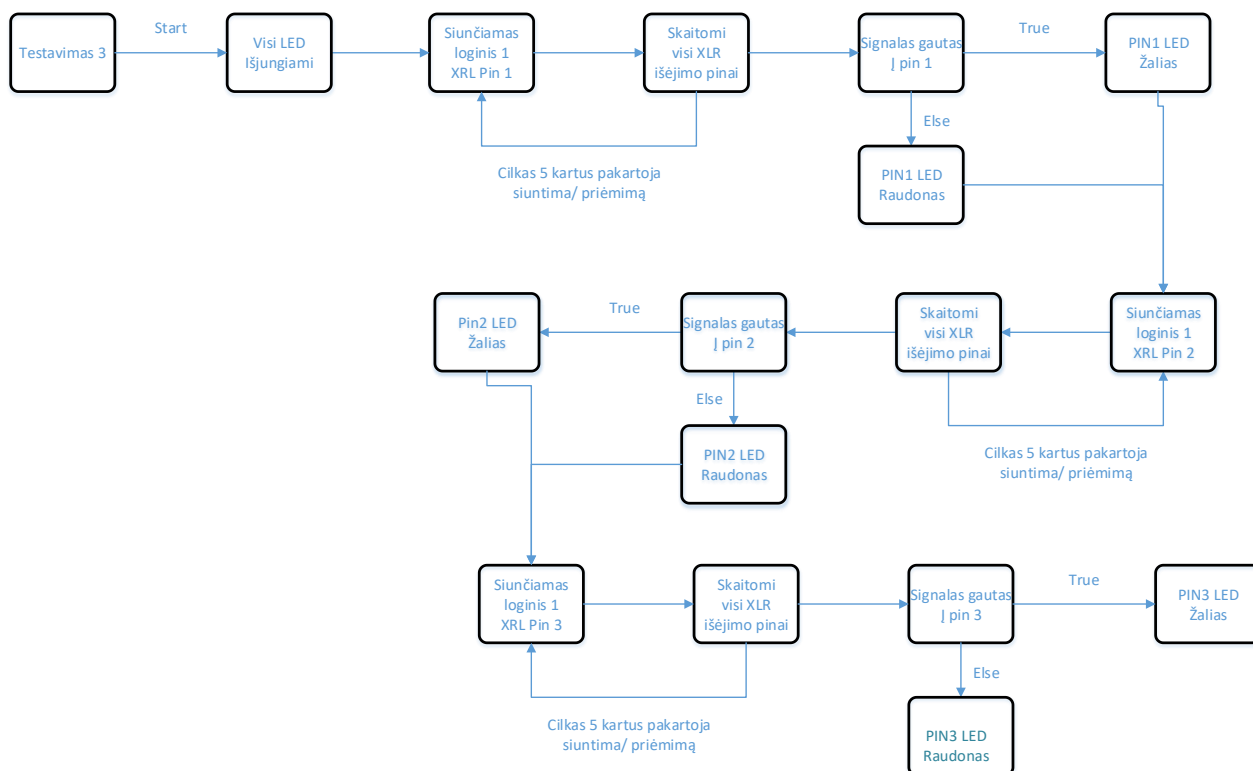 Testavimas 3
Start
Visi LED
Išjungiami
Siunčiamas
loginis 1
XRL Pin 1
Skaitomi
visi XLR
išėjimo pinai
Cilkas 5 kartus pakartoja
siuntima/ priėmimą
Signalas gautas
Į pin 1
True
PIN1 LED
Žalias
Else
PIN1 LED
Raudonas
Siunčiamas
loginis 1
XRL Pin 2
Skaitomi
visi XLR
išėjimo pinai
Cilkas 5 kartus pakartoja
siuntima/ priėmimą
Signalas gautas
Į pin 2
True
Pin2 LED
Žalias
Else
PIN2 LED
Raudonas
Siunčiamas
loginis 1
XRL Pin 3
Skaitomi
visi XLR
išėjimo pinai
Cilkas 5 kartus pakartoja
siuntima/ priėmimą
Signalas gautas
Į pin 3
True
PIN3 LED
Žalias
Else
PIN3 LED
Raudonas